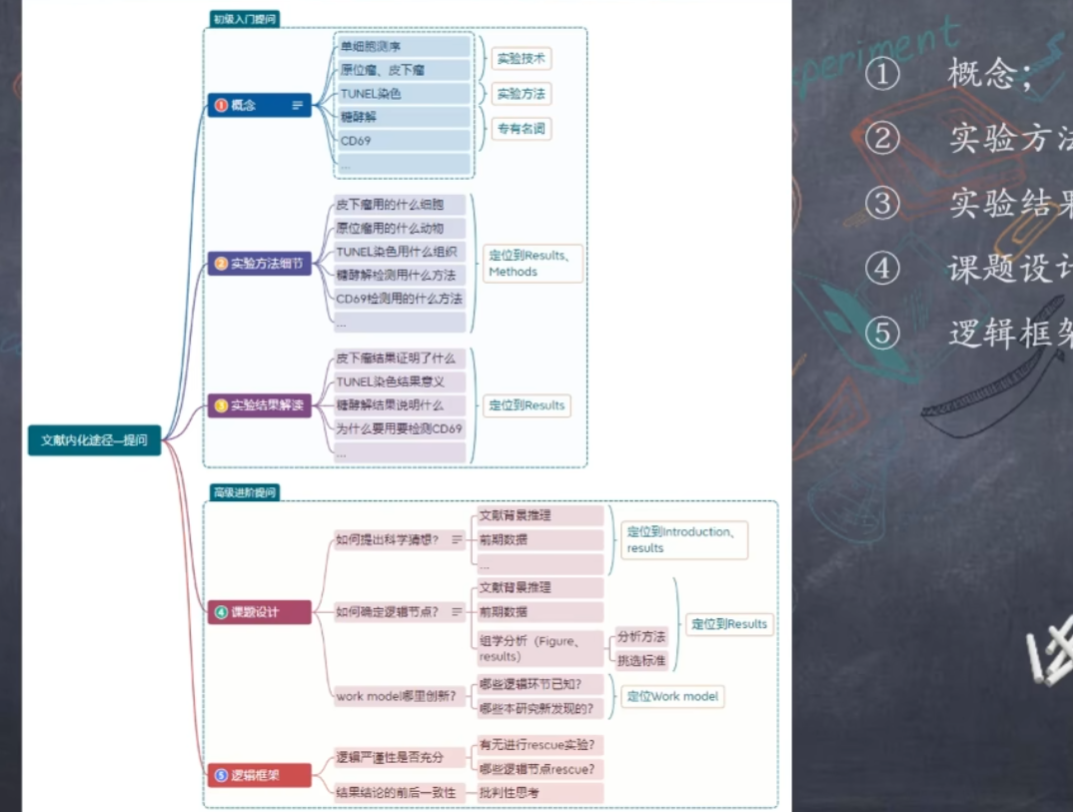 初级入门提问
单细胞测序
原位瘤、皮下瘤
实验技术
TUNEL染色
实验方法
①概念
糖酵解
专有名词
CD69
...
皮下瘤用的什么细胞
原位瘤用的什么动物
②实验方法细节
TUNEL染色用什么组织
定位到Results、
Methods
糖酵解检测用什么方法
CD69检测用的什么方法
...
皮下瘤结果证明了什么
TUNEL染色结果意义
③实验结果解读
糖酵解结果说明什么
定位到Results
为什么要用要检测CD69
...
文献内化途径—提问
高级进阶提问
文献背景推理
如何提出科学猜想?
前期数据
定位到Introduction、
results
...
文献背景推理
④课题设计
如何确定逻辑节点?
前期数据
定位到Results
组学分析（Figure、
results）
分析方法
挑选标准
work model哪里创新?
哪些逻辑环节已知?
哪些本研究新发现的?
定位Work model
⑤逻辑框架
逻辑严谨性是否充分
有无进行rescue实验?
哪些逻辑节点rescue?
结果结论的前后一致性
批判性思考
periment
① 概念；
② 实验方法
③ 实验结果
④ 课题设计
⑤ 逻辑框架